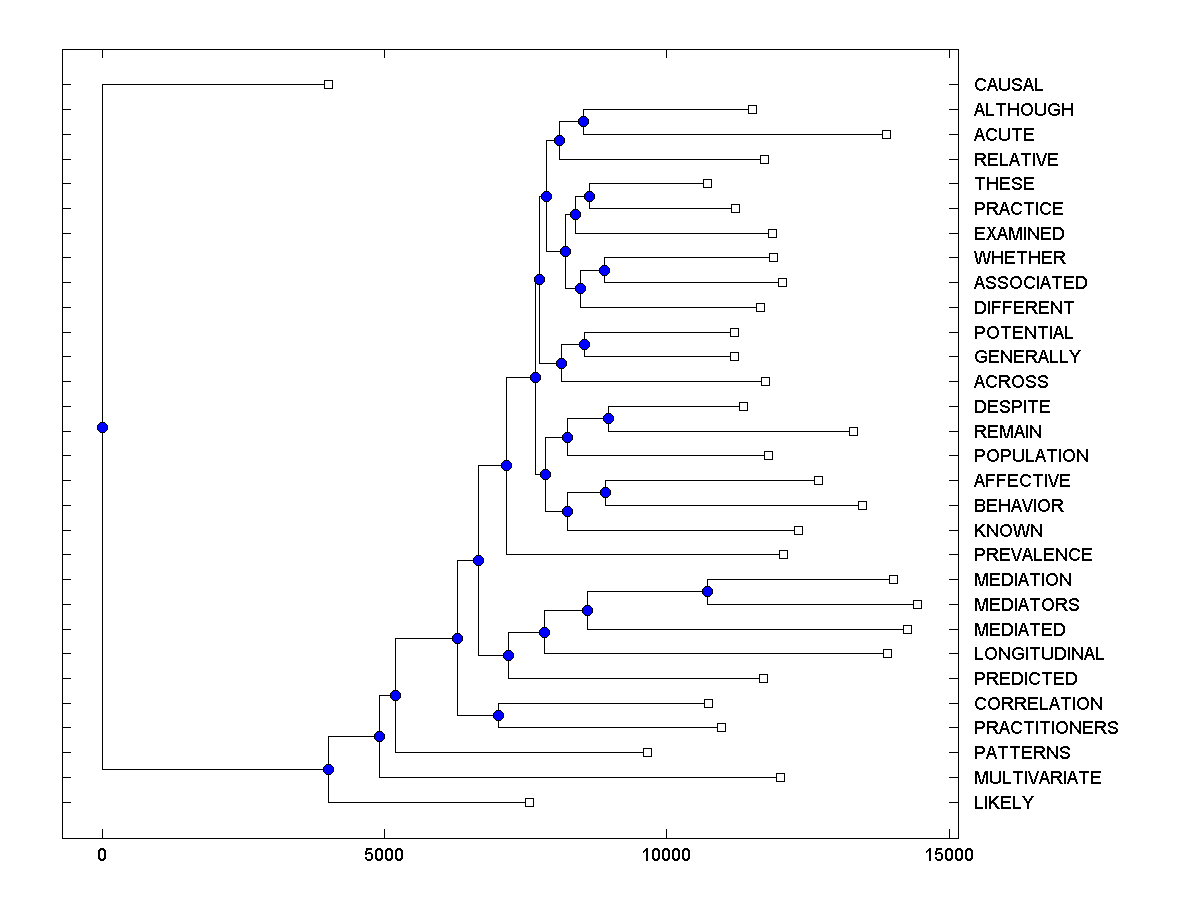 CAUSAL
ALTHOUGH
ACUTE
RELATIVE
THESE
PRACTICE
EXAMINED
WHETHER
ASSOCIATED
DIFFERENT
POTENTIAL
GENERALLY
ACROSS
DESPITE
REMAIN
POPULATION
AFFECTIVE
BEHAVIOR
KNOWN
PREVALENCE
MEDIATION
MEDIATORS
MEDIATED
LONGITUDINAL
PREDICTED
CORRELATION
PRACTITIONERS
PATTERNS
MULTIVARIATE
LIKELY
0 5000 10000 15000